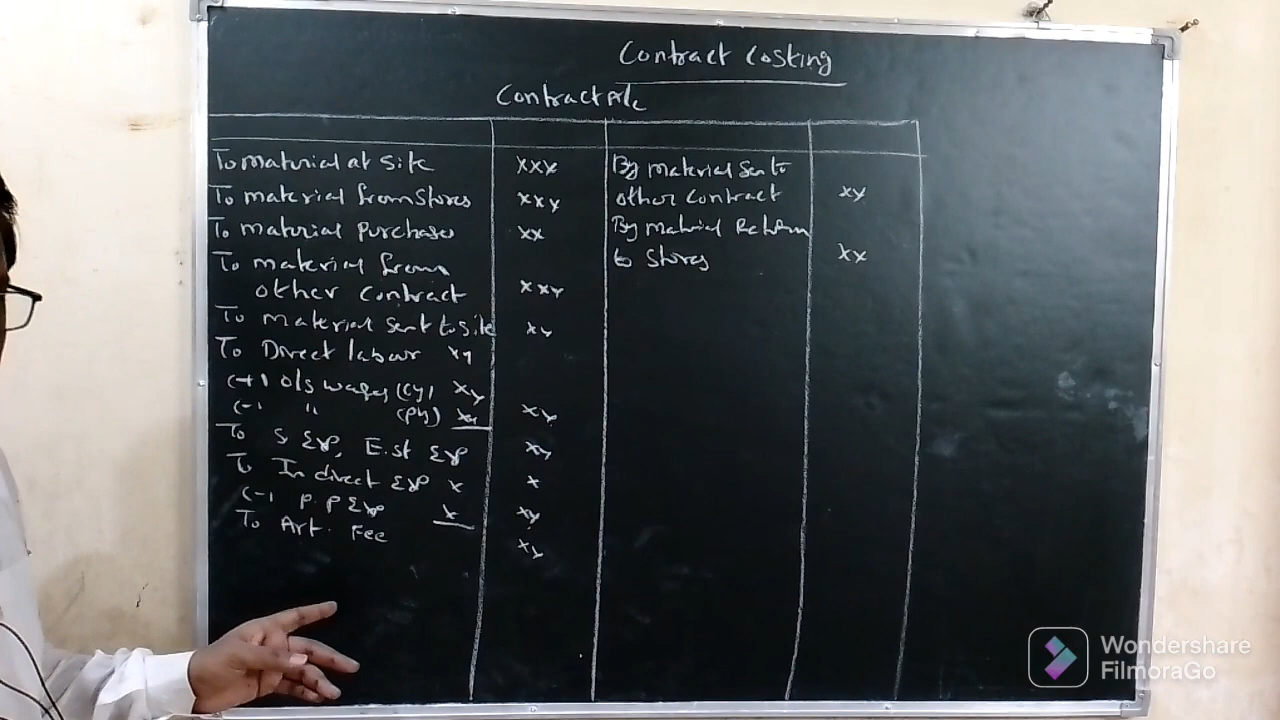 Contract Costing
Contract A/c
To material at Site xxx
To material from Stores xxy
To material purchases xx
To material from
other contract xxy
To material Sent to Site xy
To Direct labour xy
(+) o/s wages (cy) xy
(-) " (py) xy xy
To S. Exp, E.st Exp xy
To Indirect Exp x x
(-) P.P Exp x xy
To Art. Fee xy
By material Sent to
other Contract xy
By material Return
to Stores xx
Wondershare
FilmoraGo